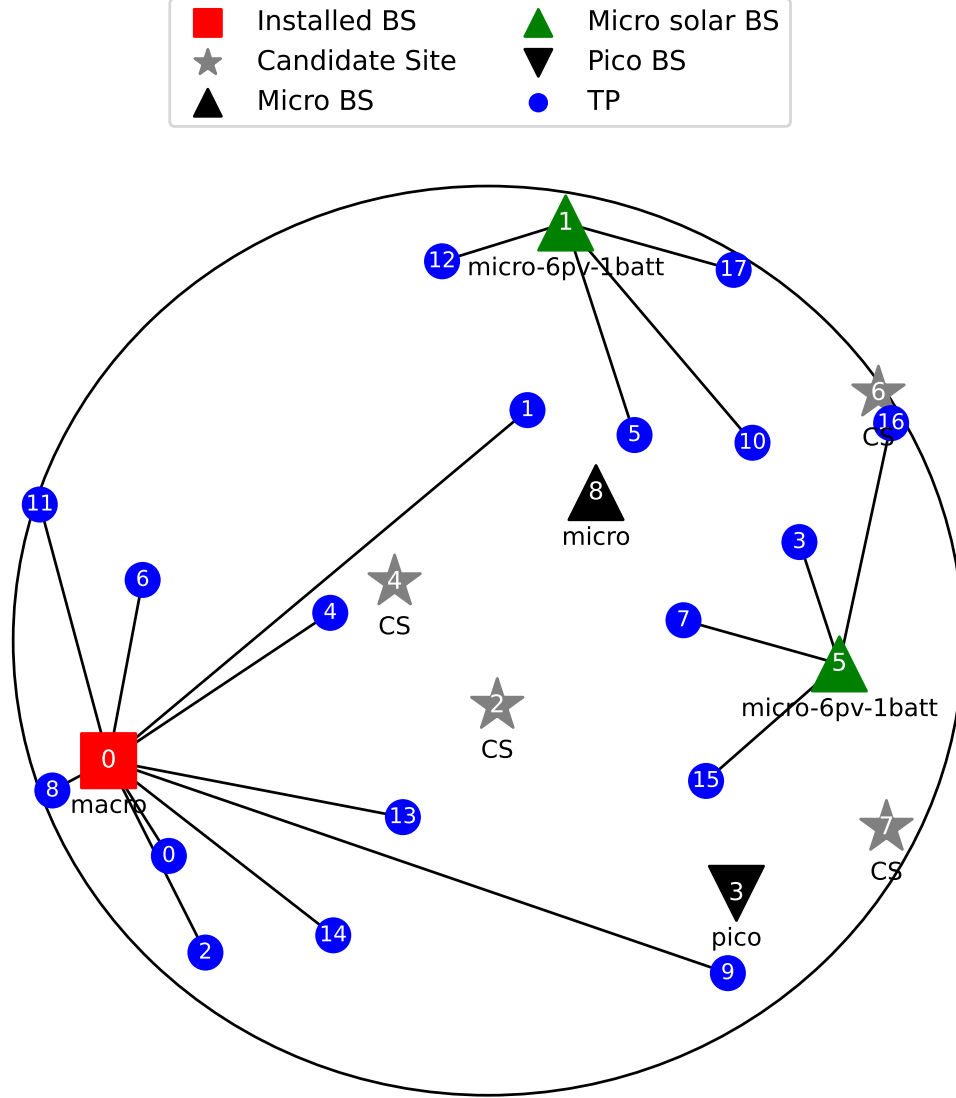 Installed BS
Candidate Site
Micro BS
Micro solar BS
Pico BS
TP
1
12
micro-6pv-1batt
17
6
1
16
5
CS
10
8
11
micro
3
6
4
4
7
CS
5
2
micro-6pv-1batt
CS
0
15
8
macro
13
7
0
CS
3
14
pico
2
9